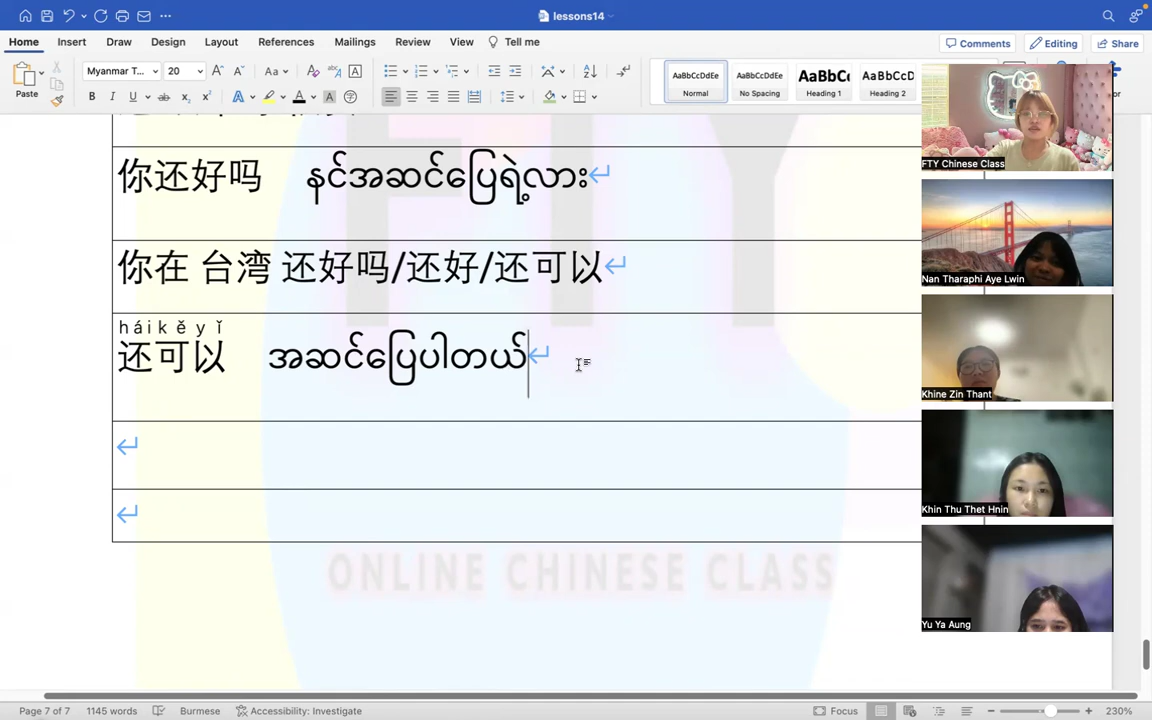 lessons14
Home Insert Draw Design Layout References Mailings Review View Tell me
Comments Editing Share
Paste
Myanmar T... 20
AaBbCcDdEe AaBbCcDdEe AaBbC AaBbCcD
Normal No Spacing Heading 1 Heading 2
FTY Chinese Class
你还好吗 နင်အဆင်ပြေရဲ့လား
Nan Tharaphi Aye Lwin
你在 台湾 还好吗/还好/还可以
hái kě yǐ
还可以 အဆင်ပြေပါတယ်
Khine Zin Thant
Khin Thu Thet Hnin
Yu Ya Aung
FTY
ONLINE CHINESE CLASS
Page 7 of 7 1145 words Burmese Accessibility: Investigate Focus 230%